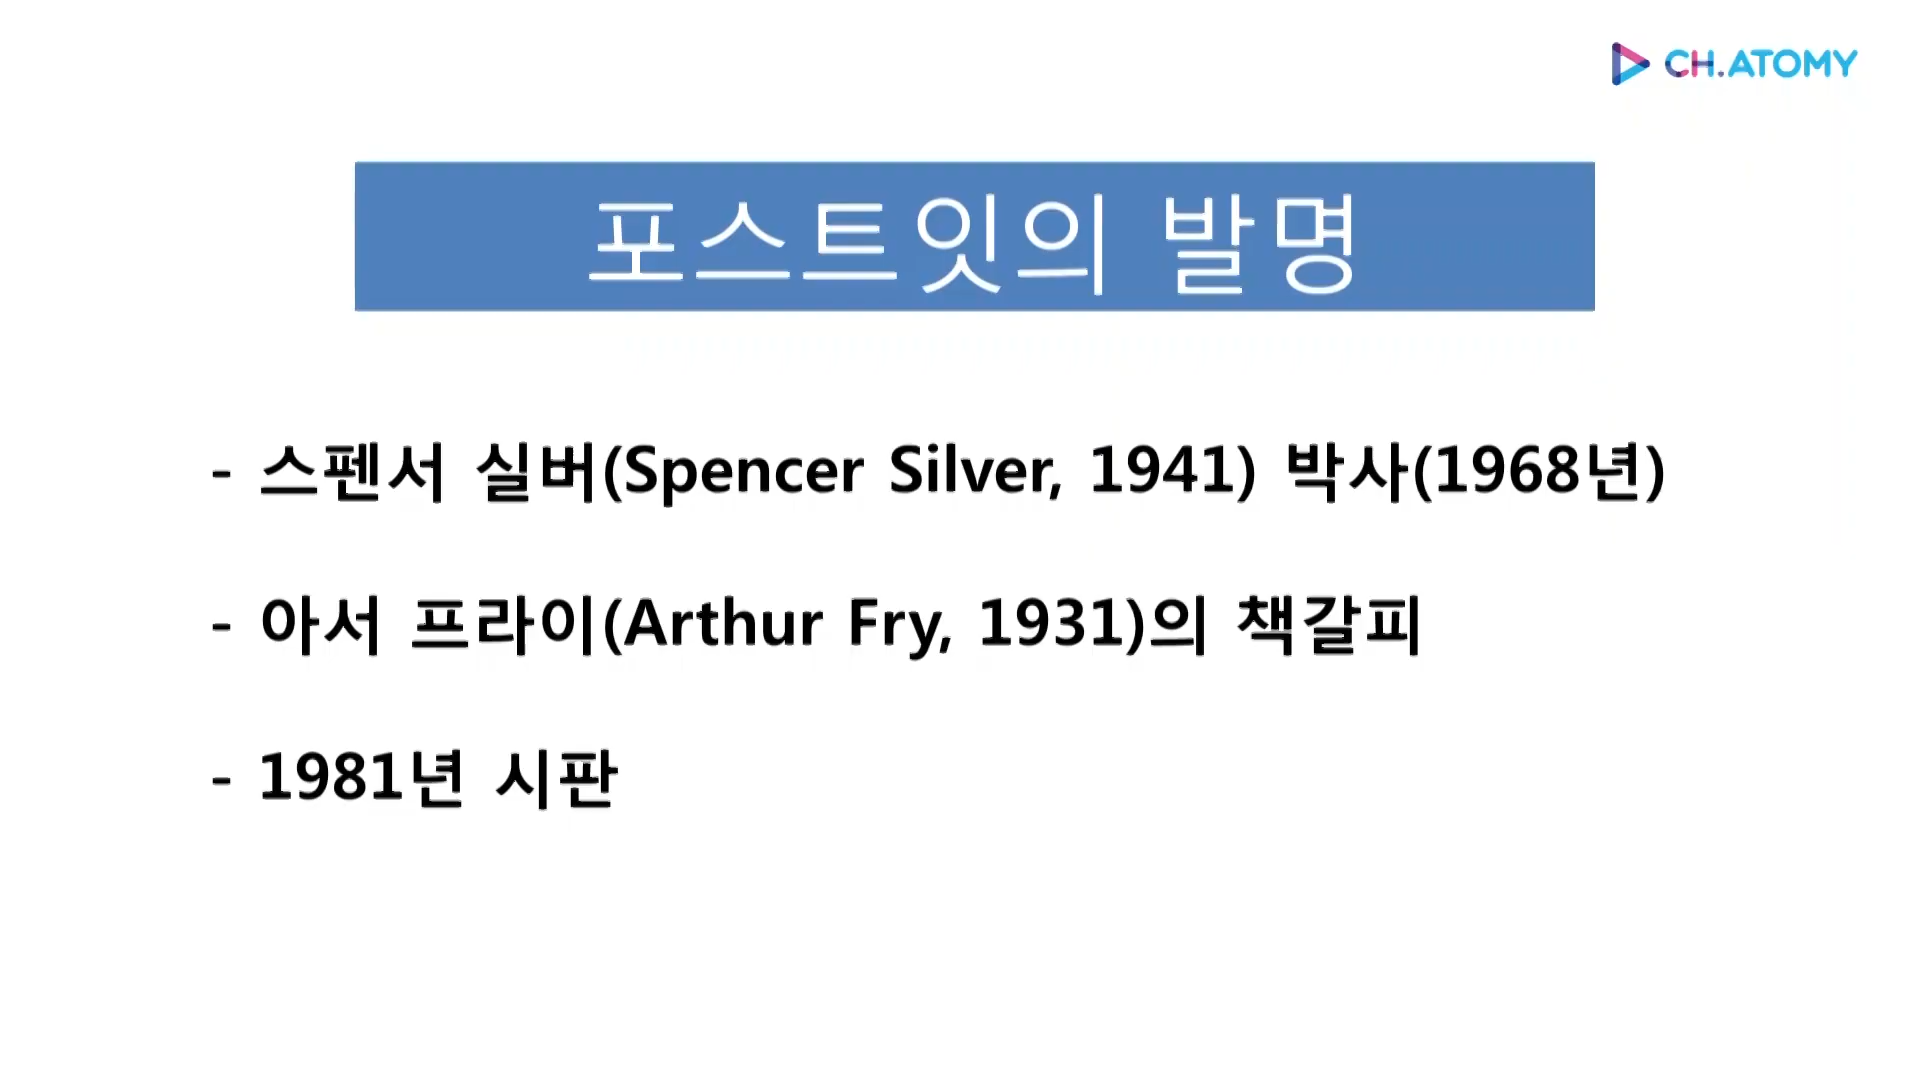 CH.ATOMY
포스트잇의 발명
- 스펜서 실버(Spencer Silver, 1941) 박사(1968년)
- 아서 프라이(Arthur Fry, 1931)의 책갈피
- 1981년 시판